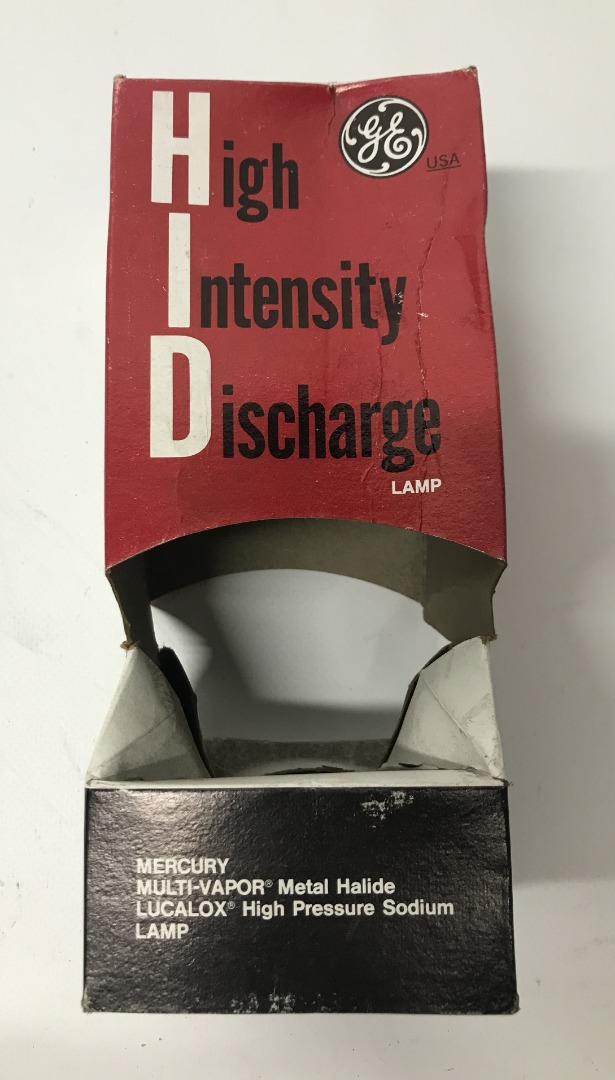 High
GE
USA
Intensity
Discharge
LAMP
MERCURY
MULTI-VAPOR® Metal Halide
LUCALOX® High Pressure Sodium
LAMP